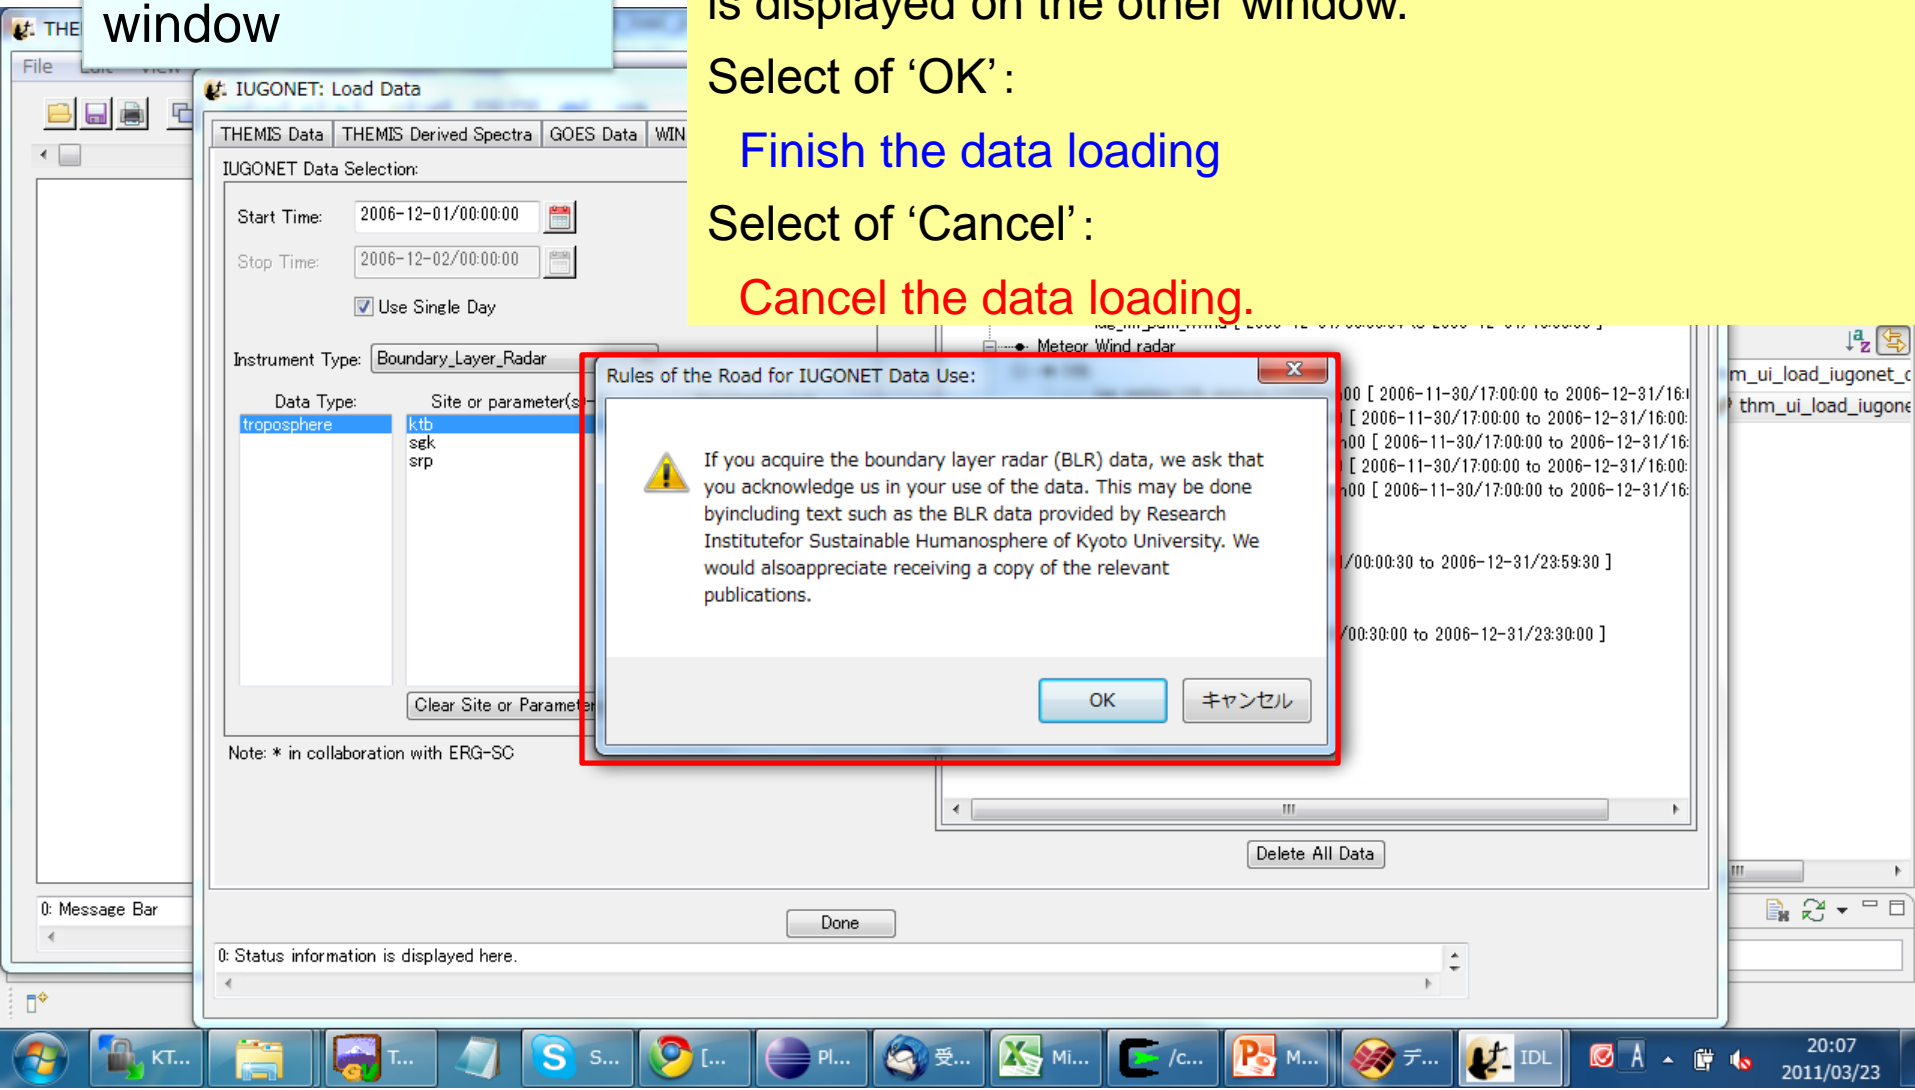 window
is displayed on the other window.
Select of ‘OK’:
Finish the data loading
Select of ‘Cancel’:
Cancel the data loading.
THE
File Edit View
IUGONET: Load Data
THEMIS Data THEMIS Derived Spectra GOES Data WIN
IUGONET Data Selection:
Start Time: 2006-12-01/00:00:00
Stop Time: 2006-12-02/00:00:00
Use Single Day
Instrument Type: Boundary_Layer_Radar
Data Type: Site or parameter(s)
troposphere
ktb
sgk
srp
Clear Site or Parameter
Note: * in collaboration with ERG-SC
Meteor Wind radar
00 [ 2006-11-30/17:00:00 to 2006-12-31/16:
[ 2006-11-30/17:00:00 to 2006-12-31/16:00:
00 [ 2006-11-30/17:00:00 to 2006-12-31/16:
[ 2006-11-30/17:00:00 to 2006-12-31/16:00:
00 [ 2006-11-30/17:00:00 to 2006-12-31/16:
/00:00:30 to 2006-12-31/23:59:30 ]
/00:30:00 to 2006-12-31/23:30:00 ]
Rules of the Road for IUGONET Data Use:
If you acquire the boundary layer radar (BLR) data, we ask that
you acknowledge us in your use of the data. This may be done
byincluding text such as the BLR data provided by Research
Institutefor Sustainable Humanosphere of Kyoto University. We
would alsoappreciate receiving a copy of the relevant
publications.
OK キャンセル
Delete All Data
Done
0: Status information is displayed here.
0: Message Bar
m_ui_load_iugonet_
thm_ui_load_iugone
KT... T... S... [... Pl... 受... Mi... /c... M... デ... IDL A
20:07
2011/03/23